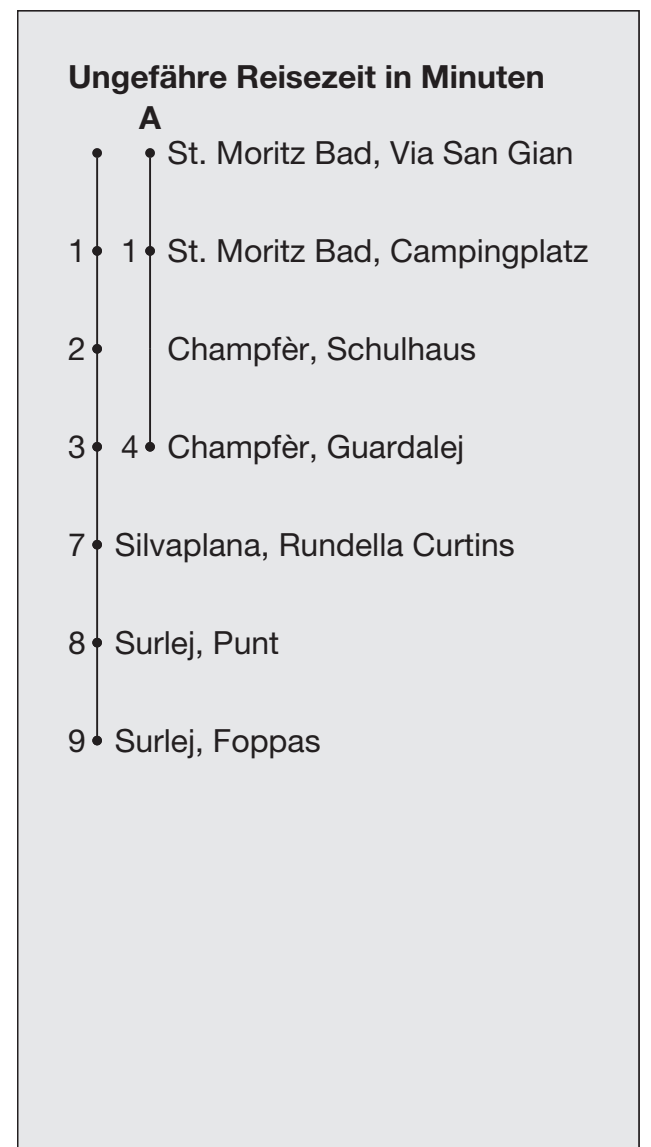 Ungefähre Reisezeit in Minuten
A
St. Moritz Bad, Via San Gian
1 1 St. Moritz Bad, Campingplatz
2 Champfèr, Schulhaus
3 4 Champfèr, Guardalej
7 Silvaplana, Rundella Curtins
8 Surlej, Punt
9 Surlej, Foppas